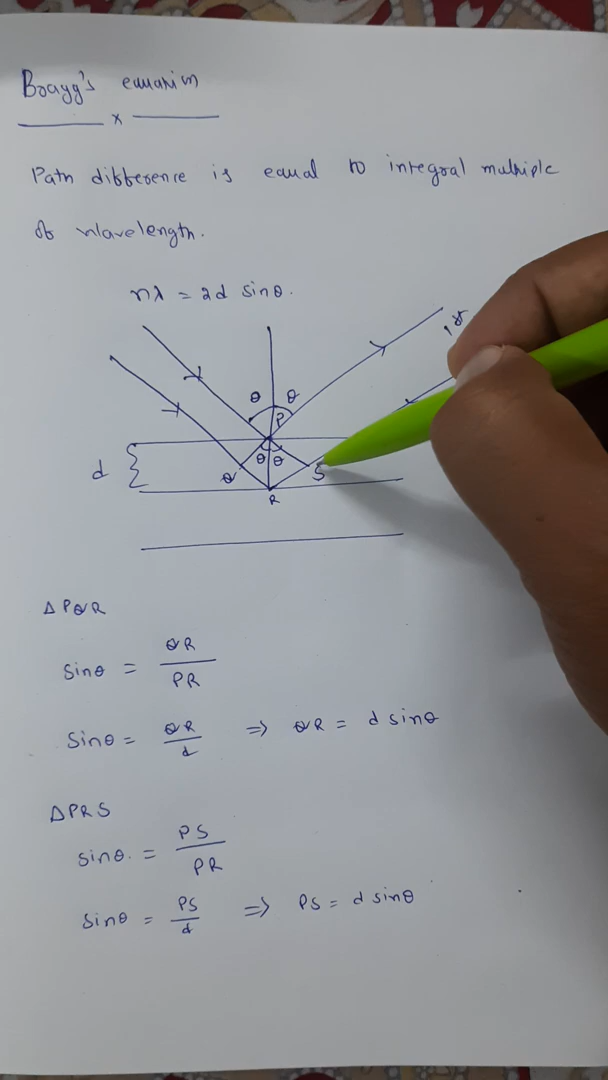 Bragg's equation
x
Path difference is equal to integral multiple
of wavelength.
nλ = 2d sinθ.
θ θ
P
d
θ θ
Q S
R
Δ PQR
Sinθ = QR / PR
Sinθ = QR / d ⇒ QR = d sinθ
ΔPRS
Sinθ. = PS / PR
Sinθ = PS / d ⇒ PS = d sinθ